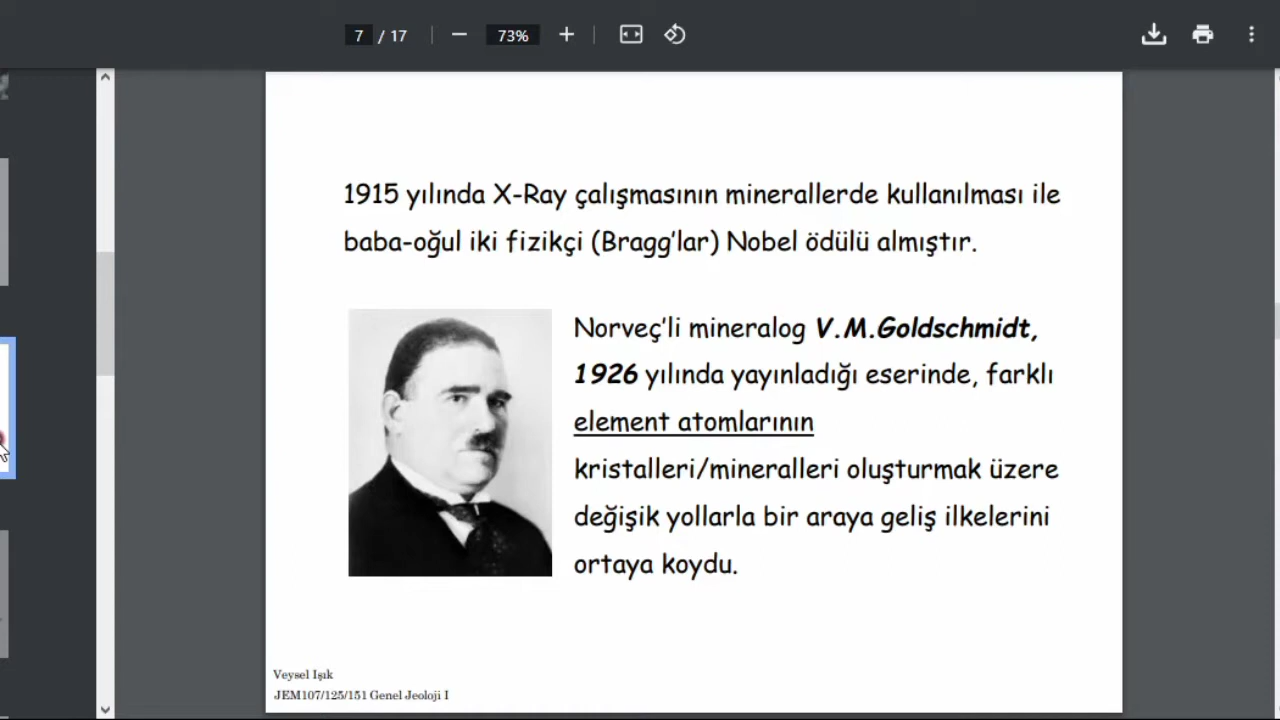 7 / 17
73%
1915 yılında X-Ray çalışmasının minerallerde kullanılması ile
baba-oğul iki fizikçi (Bragg'lar) Nobel ödülü almıştır.
Norveç'li mineralog V.M.Goldschmidt,
1926 yılında yayınladığı eserinde, farklı
element atomlarının
kristalleri/mineralleri oluşturmak üzere
değişik yollarla bir araya geliş ilkelerini
ortaya koydu.
Veysel Işık
JEM107/125/151 Genel Jeoloji I